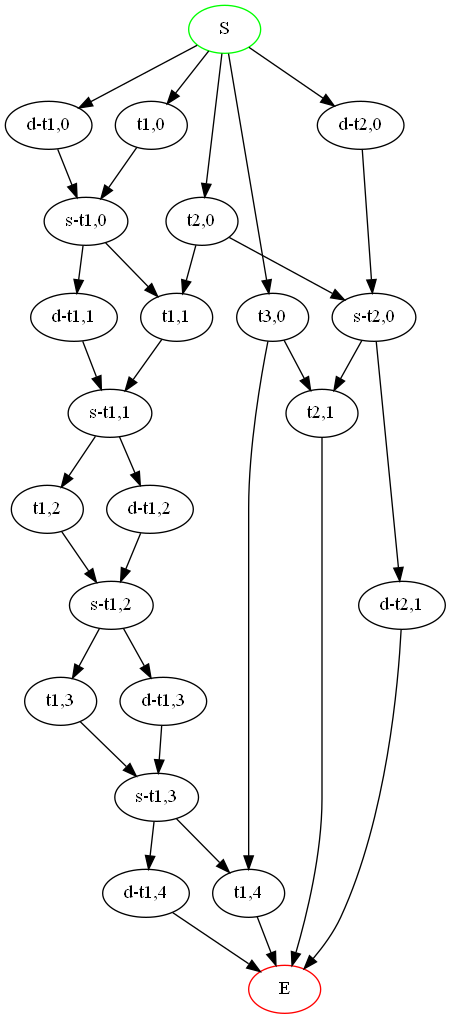 S
d-t1,0
t1,0
d-t2,0
s-t1,0
t2,0
d-t1,1
t1,1
t3,0
s-t2,0
s-t1,1
t2,1
t1,2
d-t1,2
s-t1,2
d-t2,1
t1,3
d-t1,3
s-t1,3
d-t1,4
t1,4
E